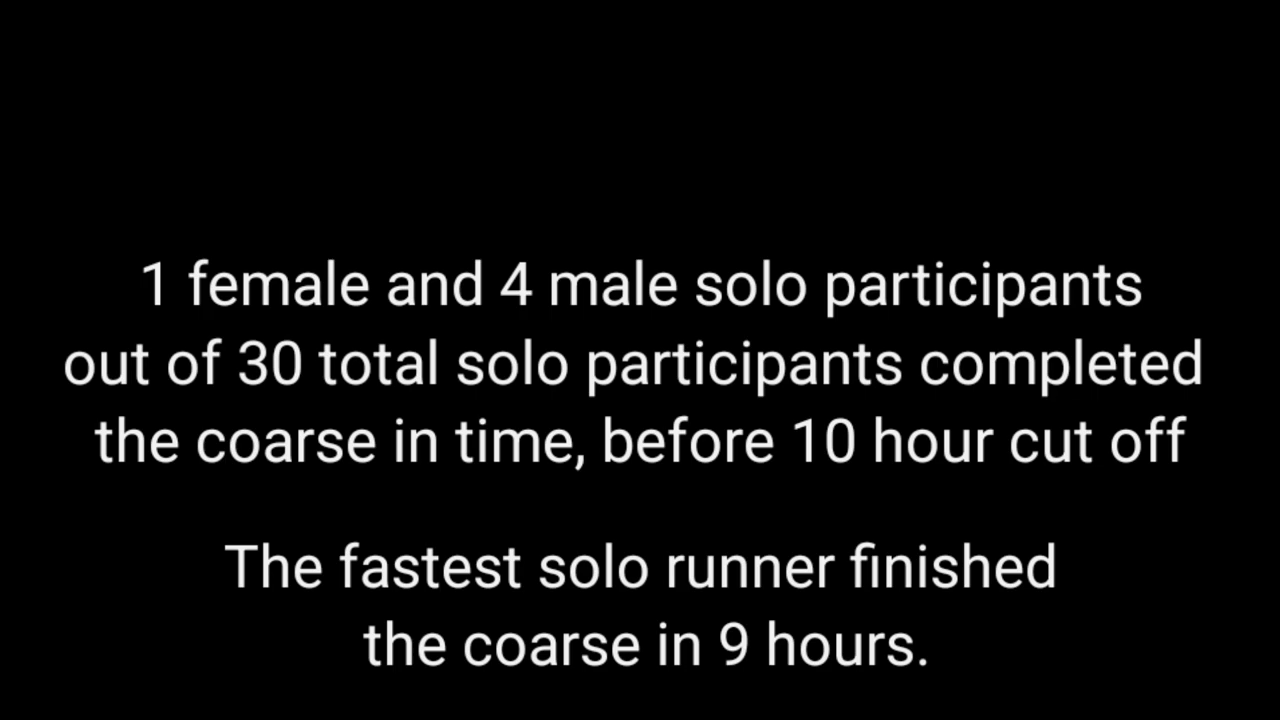 1 female and 4 male solo participants
out of 30 total solo participants completed
the coarse in time, before 10 hour cut off
The fastest solo runner finished
the coarse in 9 hours.